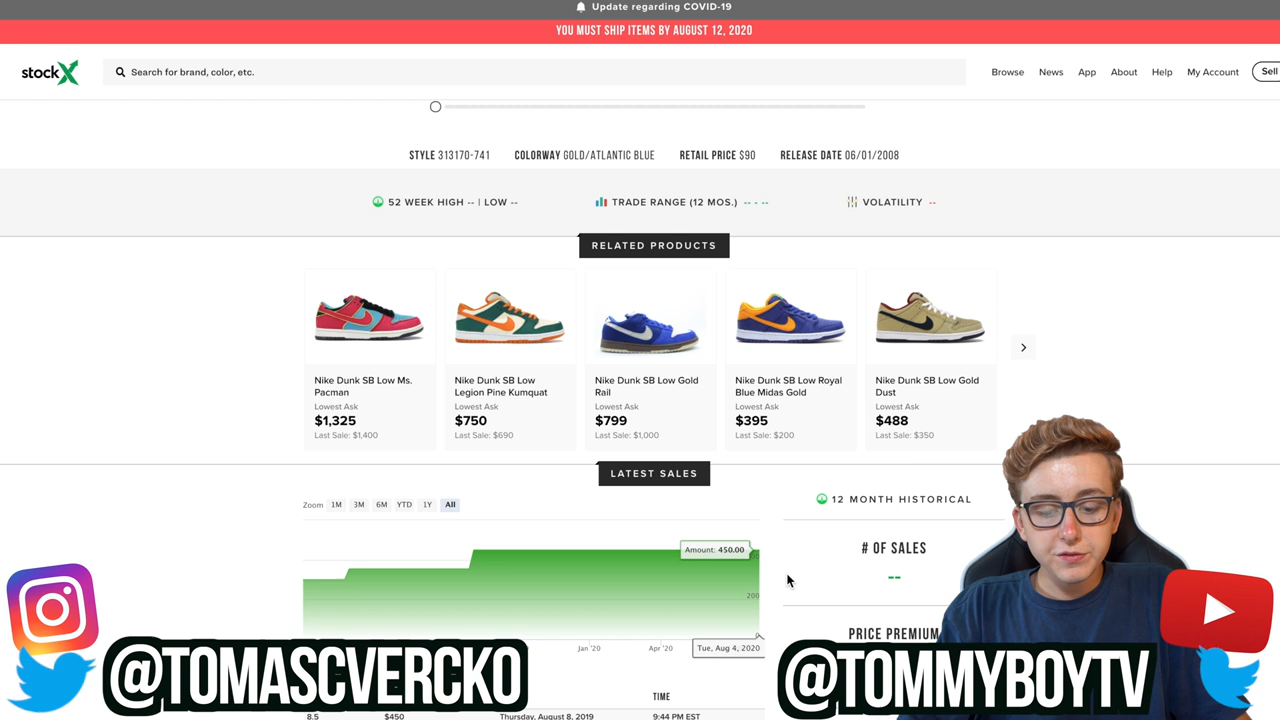 Update regarding COVID-19
YOU MUST SHIP ITEMS BY AUGUST 12, 2020
stockX
Search for brand, color, etc.
Browse News App About Help My Account Sell
STYLE 313170-741 COLORWAY GOLD/ATLANTIC BLUE RETAIL PRICE $90 RELEASE DATE 06/01/2008
52 WEEK HIGH -- | LOW -- TRADE RANGE (12 MOS.) -- - -- VOLATILITY --
RELATED PRODUCTS
Nike Dunk SB Low Ms. Pacman
Lowest Ask
$1,325
Last Sale: $1,400
Nike Dunk SB Low Legion Pine Kumquat
Lowest Ask
$750
Last Sale: $690
Nike Dunk SB Low Gold Rail
Lowest Ask
$799
Last Sale: $1,000
Nike Dunk SB Low Royal Blue Midas Gold
Lowest Ask
$395
Last Sale: $200
Nike Dunk SB Low Gold Dust
Lowest Ask
$488
Last Sale: $350
LATEST SALES
Zoom 1M 3M 6M YTD 1Y All
Amount: 450.00
200
Jan '20 Apr '20
Tue, Aug 4, 2020
12 MONTH HISTORICAL
# OF SALES
--
PRICE PREMIUM
TIME
8.5 $450 Thursday, August 8, 2019 9:44 PM EST
@TOMASCVERCKO
@TOMMYBOYTV